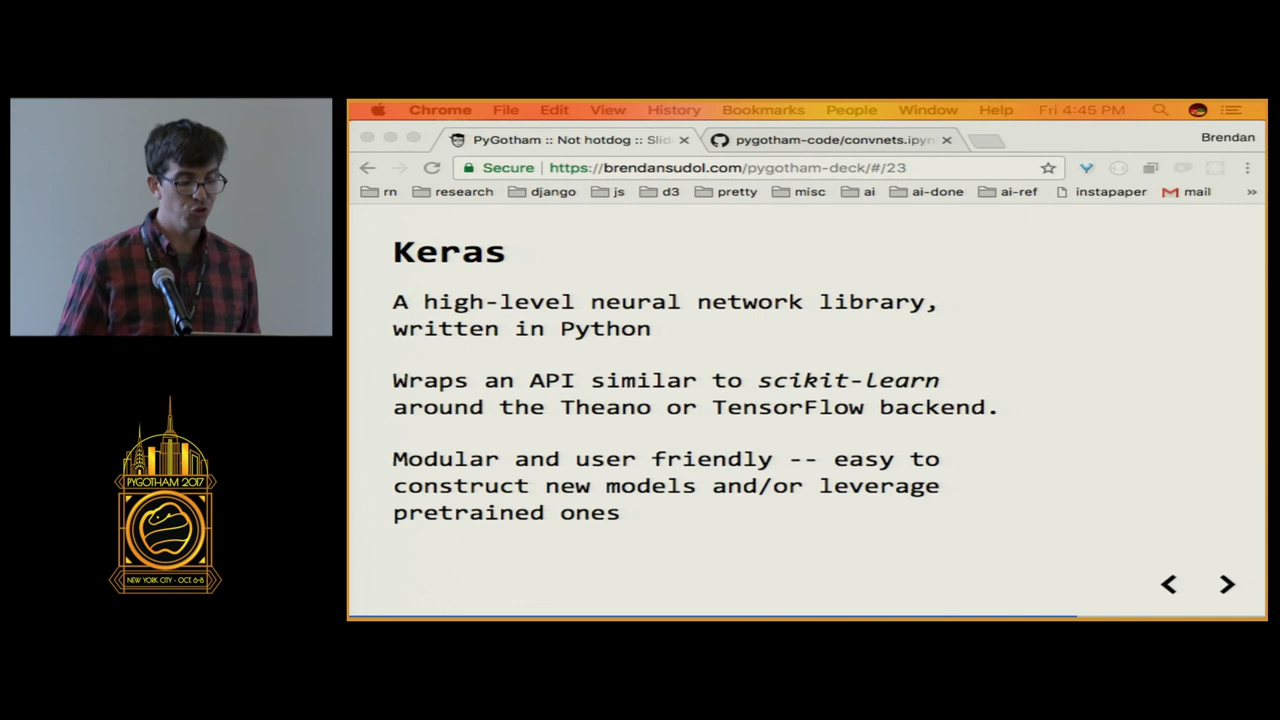 Chrome File Edit View History Bookmarks People Window Help Fri 4:45 PM
PyGotham :: Not hotdog :: Slid
pygotham-code/convnets.ipyn
Brendan
Secure https://brendansudol.com/pygotham-deck/#/23
rn research django js d3 pretty misc ai ai-done ai-ref instapaper mail »
Keras
A high-level neural network library,
written in Python
Wraps an API similar to scikit-learn
around the Theano or TensorFlow backend.
Modular and user friendly -- easy to
construct new models and/or leverage
pretrained ones
PYGOTHAM 2017
NEW YORK CITY - OCT. 6-8